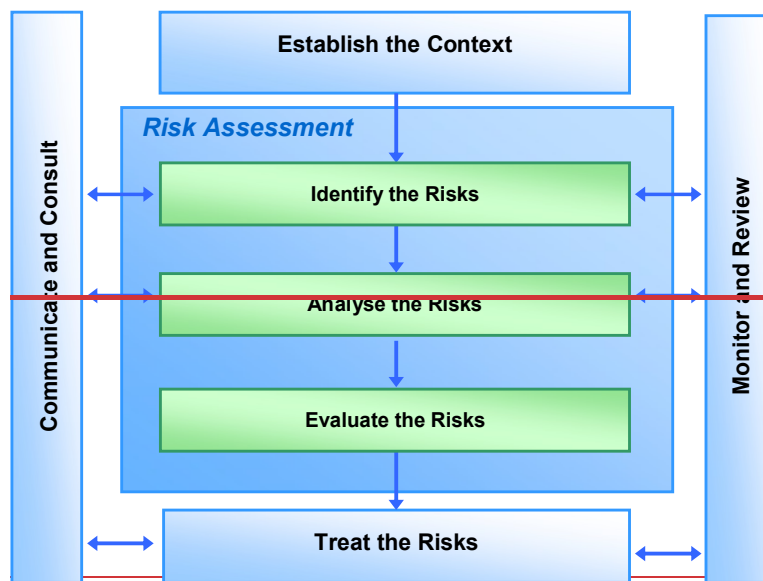 Establish the Context
Risk Assessment
Communicate and Consult
Identify the Risks
Monitor and Review
Analyse the Risks
Evaluate the Risks
Treat the Risks